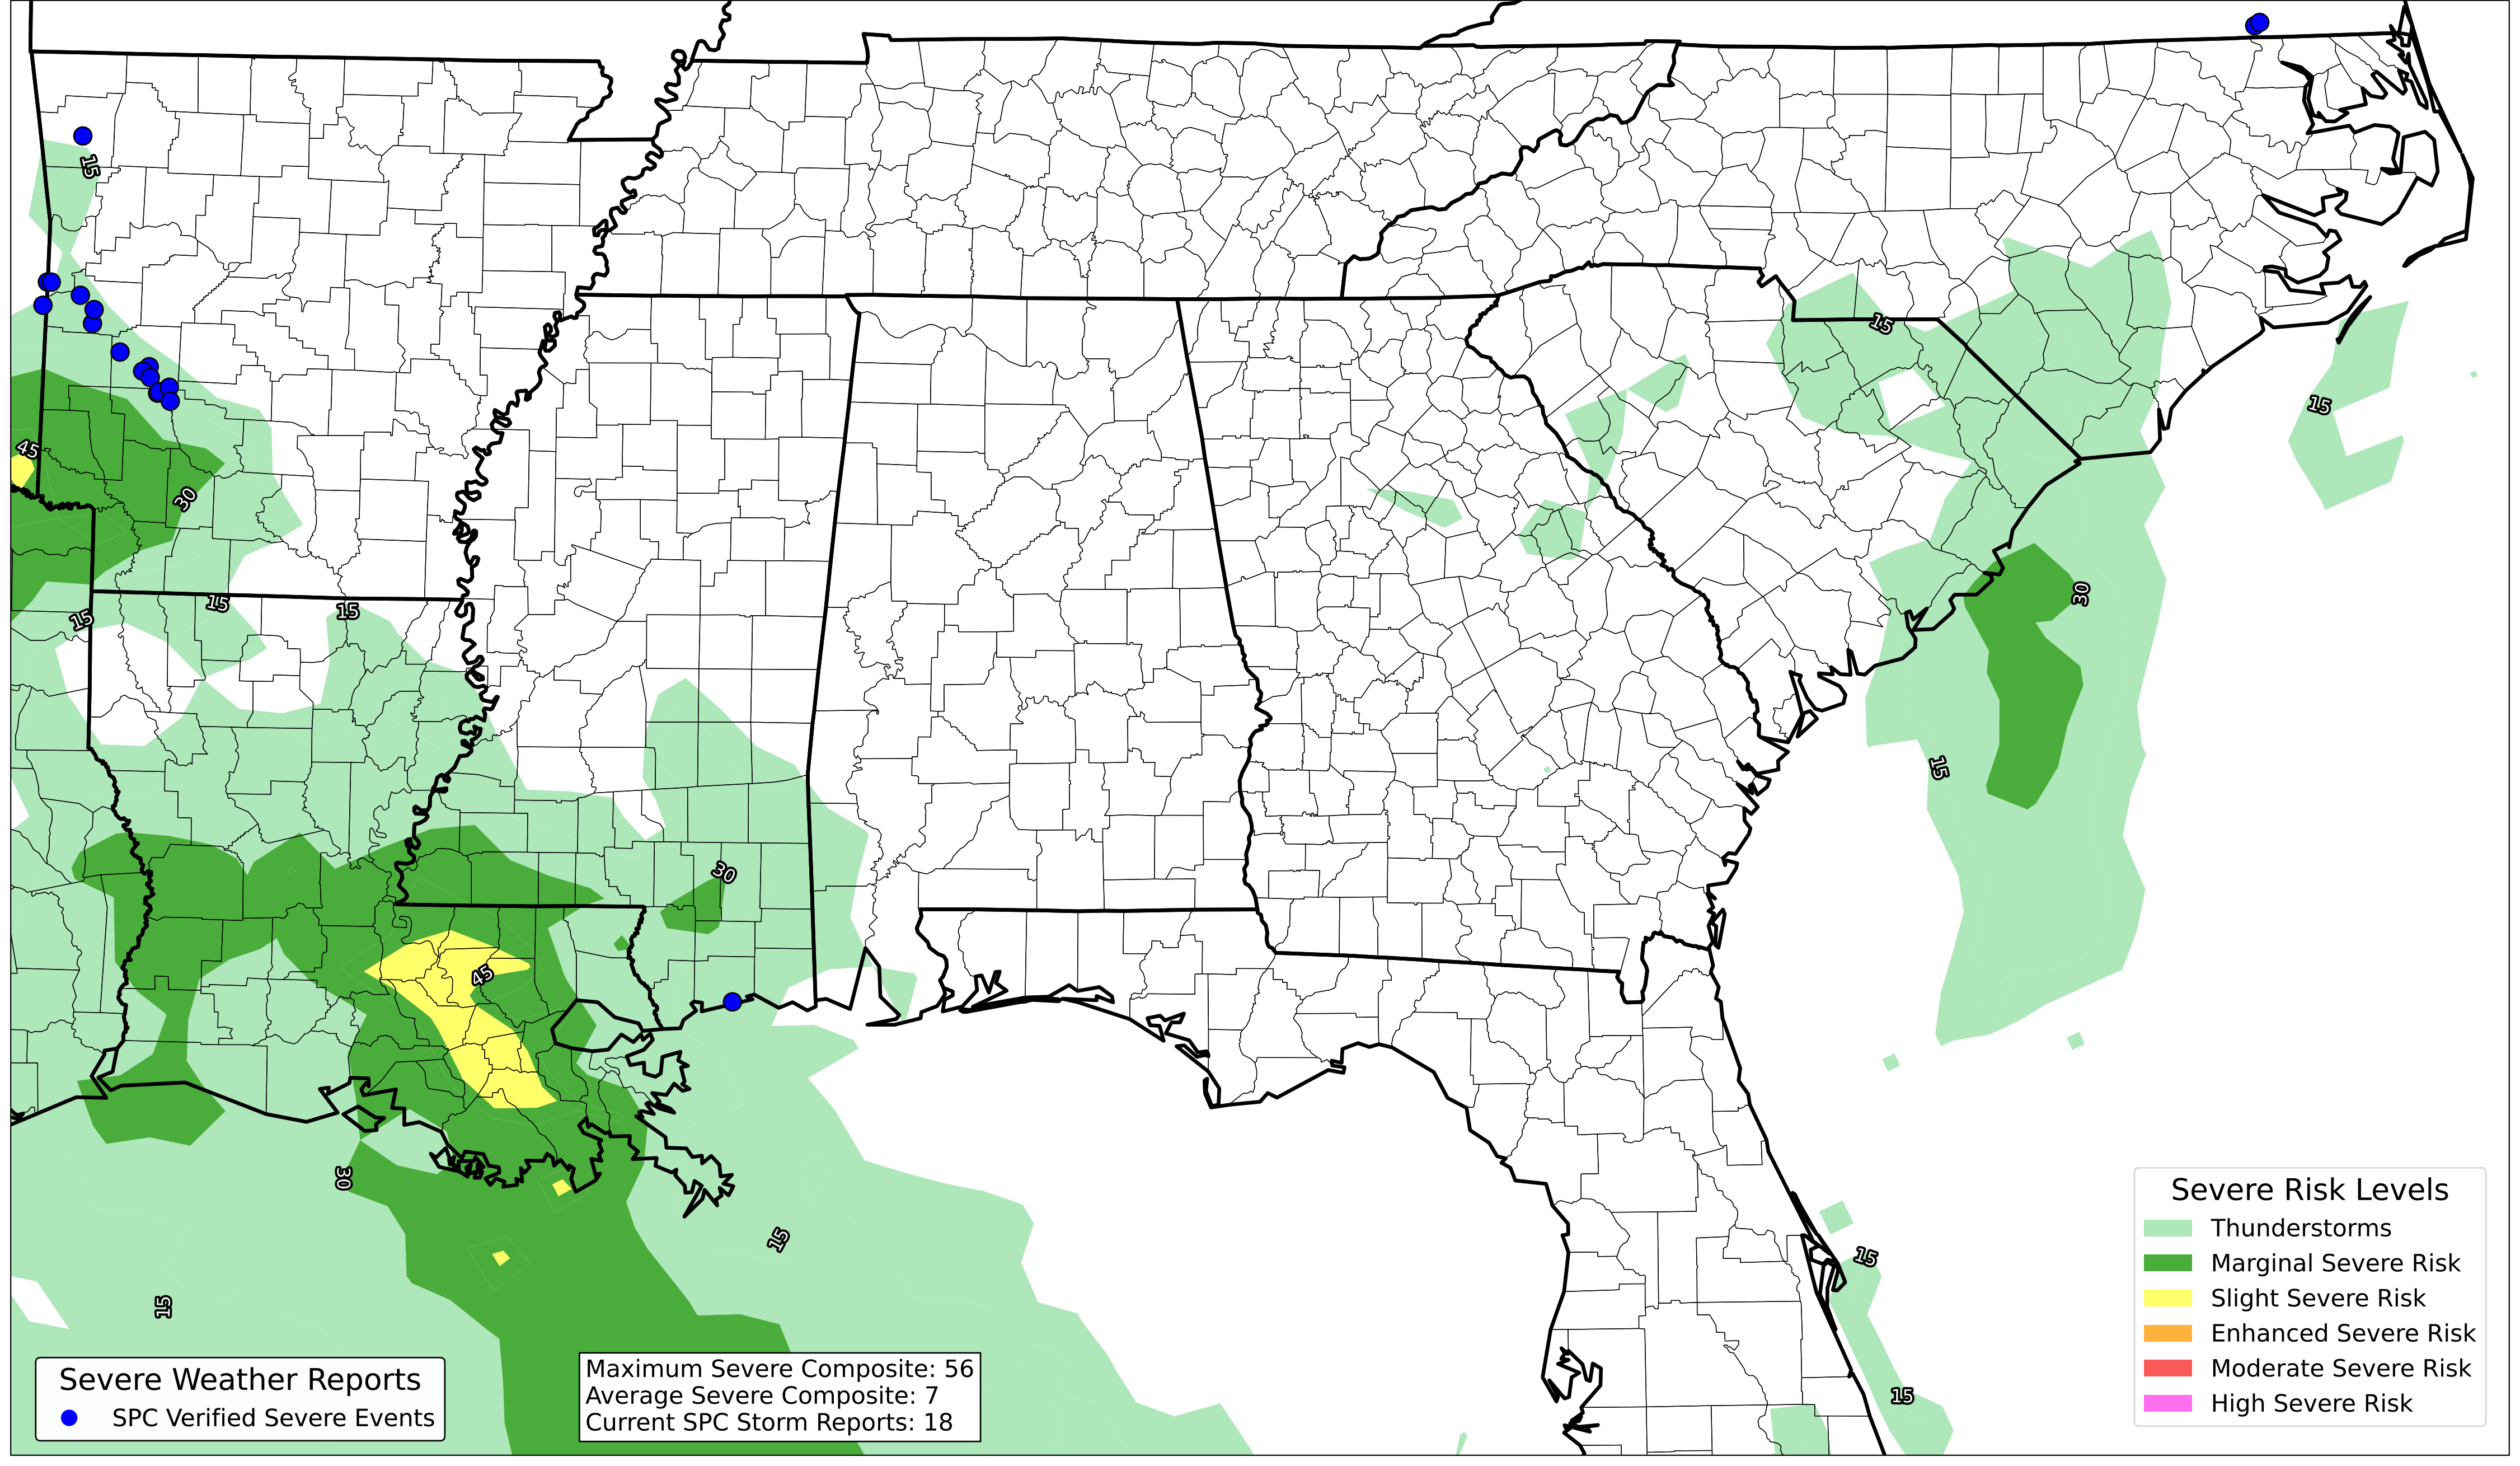 15
15
15
45
30
15
15
15
30
15
30
45
30
15
15
15
15
Severe Weather Reports
SPC Verified Severe Events
Maximum Severe Composite: 56
Average Severe Composite: 7
Current SPC Storm Reports: 18
Severe Risk Levels
Thunderstorms
Marginal Severe Risk
Slight Severe Risk
Enhanced Severe Risk
Moderate Severe Risk
High Severe Risk